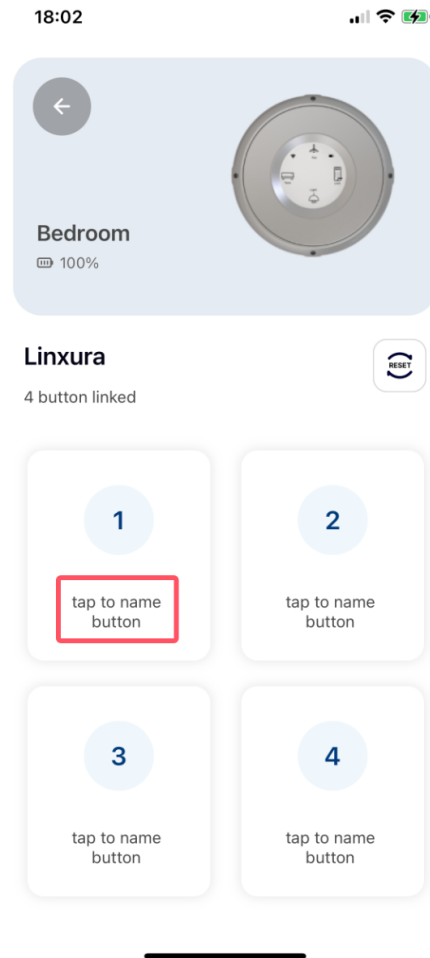 18:02
Bedroom
100%
Linxura
RESET
4 button linked
1
2
tap to name
button
tap to name
button
3
4
tap to name
button
tap to name
button